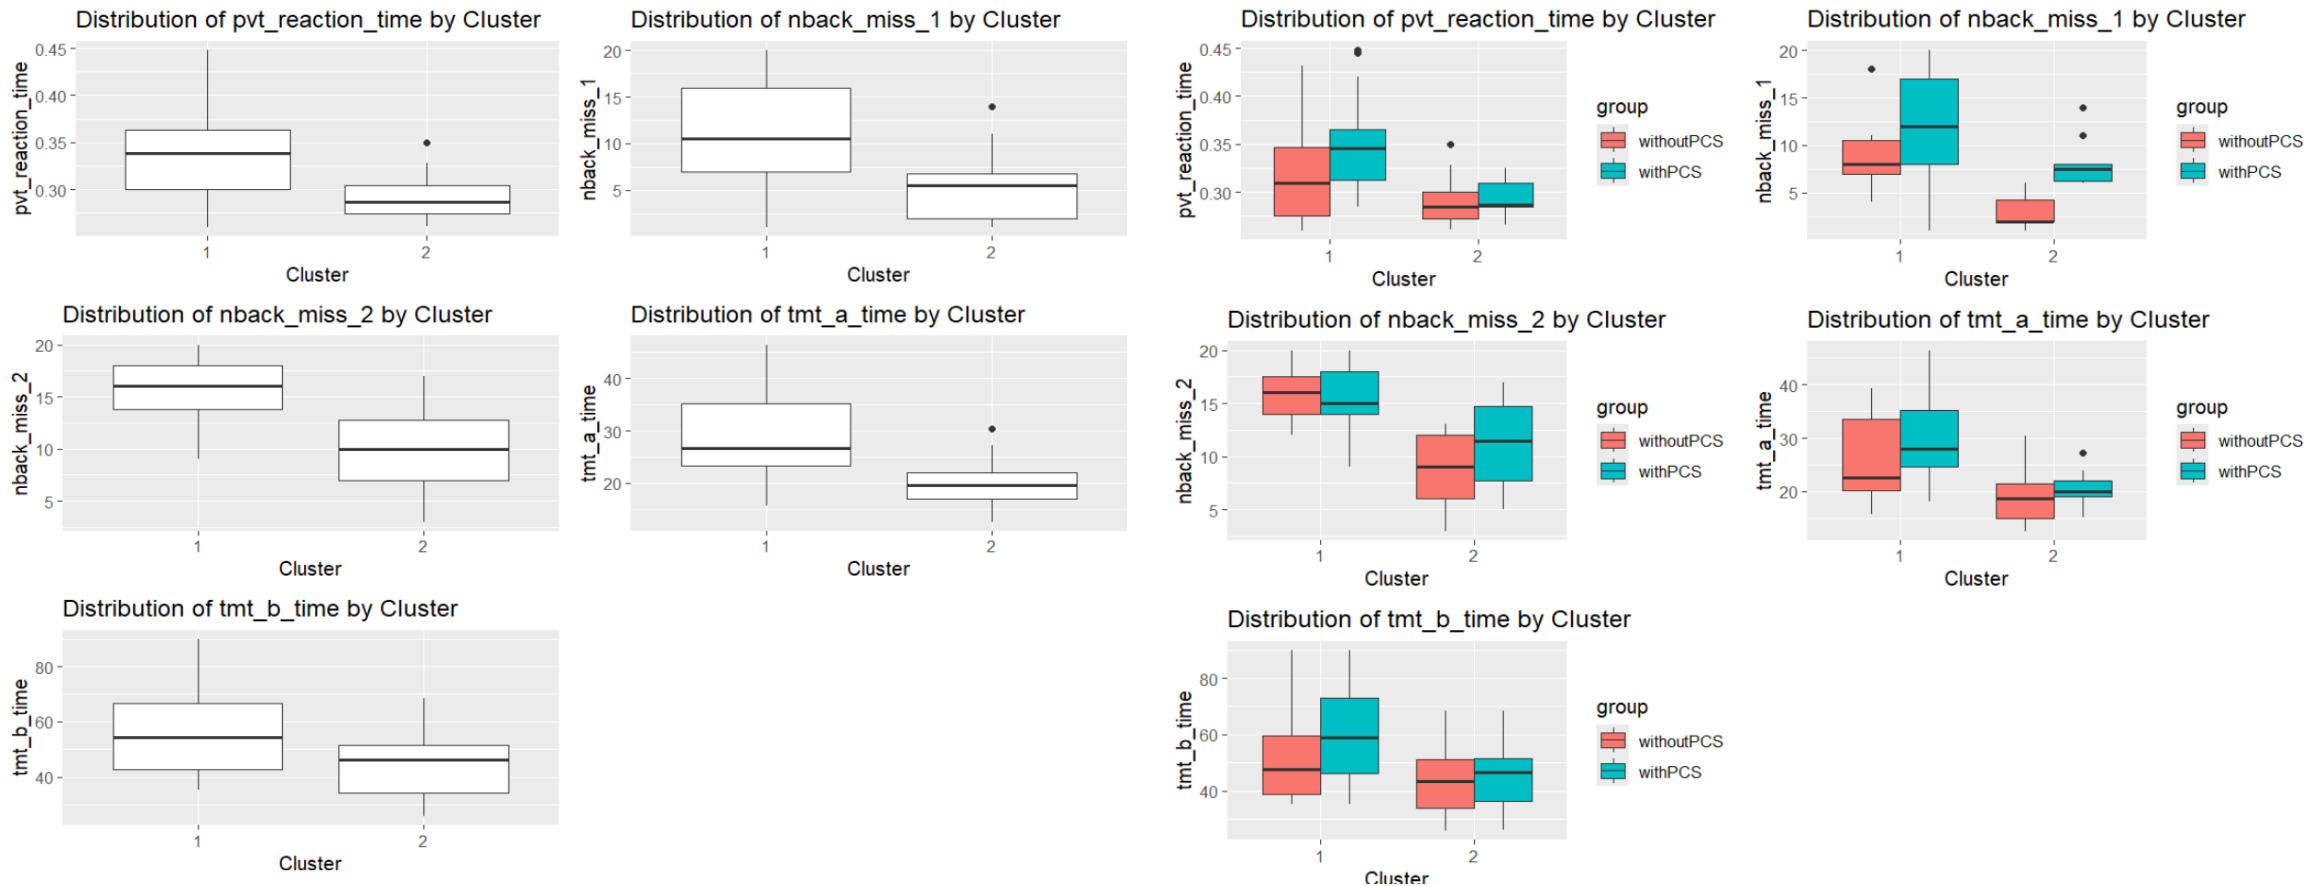 Distribution of pvt_reaction_time by Cluster
0.45
0.40
0.35
0.30
pvt_reaction_time
1
2
Cluster
Distribution of nback_miss_1 by Cluster
20
15
10
5
nback_miss_1
1
2
Cluster
Distribution of pvt_reaction_time by Cluster
0.45
0.40
0.35
0.30
pvt_reaction_time
1
2
Cluster
group
withoutPCS
withPCS
Distribution of nback_miss_1 by Cluster
20
15
10
5
nback_miss_1
1
2
Cluster
group
withoutPCS
withPCS
Distribution of nback_miss_2 by Cluster
20
15
10
5
nback_miss_2
1
2
Cluster
Distribution of tmt_a_time by Cluster
40
30
20
tmt_a_time
1
2
Cluster
Distribution of nback_miss_2 by Cluster
20
15
10
5
nback_miss_2
1
2
Cluster
group
withoutPCS
withPCS
Distribution of tmt_a_time by Cluster
40
30
20
tmt_a_time
1
2
Cluster
group
withoutPCS
withPCS
Distribution of tmt_b_time by Cluster
80
60
40
tmt_b_time
1
2
Cluster
Distribution of tmt_b_time by Cluster
80
60
40
tmt_b_time
1
2
Cluster
group
withoutPCS
withPCS